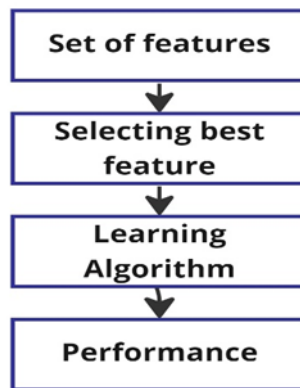 Set of features
Selecting best
feature
Learning
Algorithm
Performance